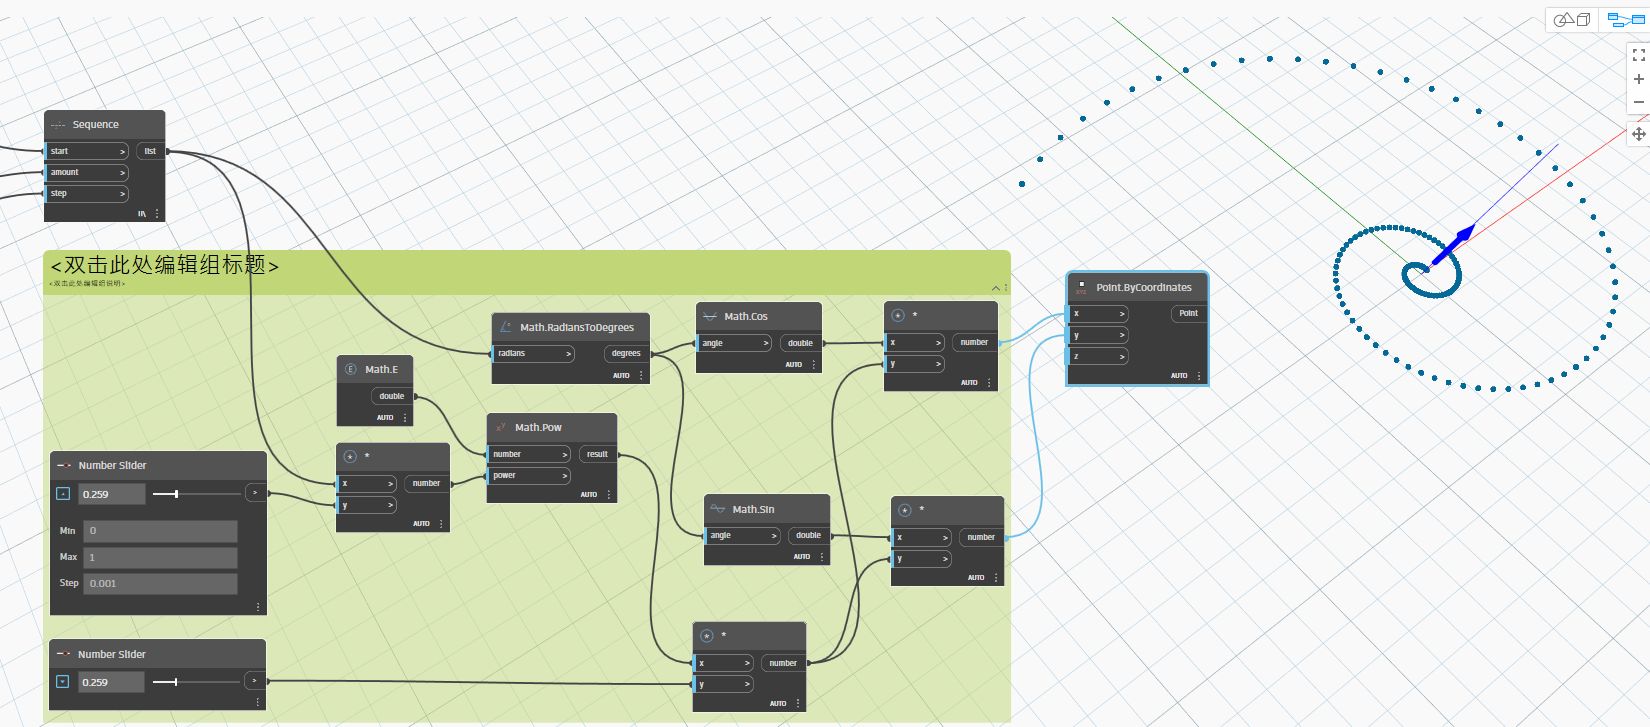 Sequence
start >
list
amount >
step >
<双击此处编辑组标题>
<双击此处编辑组说明>
Math.RadiansToDegrees
radians >
degrees
AUTO
Math.Cos
angle >
double
AUTO
*
x >
number
y >
AUTO
Point.ByCoordinates
XYZ
x >
Point
y >
z >
AUTO
E
Math.E
double
AUTO
xy
Math.Pow
number >
result
power >
AUTO
Number Slider
0.259
>
Min 0
Max 1
Step 0.001
*
x >
number
y >
AUTO
Math.Sin
angle >
double
AUTO
*
x >
number
y >
AUTO
Number Slider
0.259
>
*
x >
number
y >
AUTO